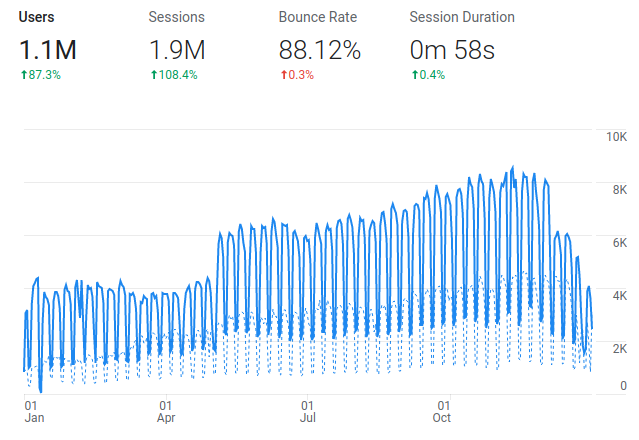 Users Sessions Bounce Rate Session Duration
1.1M 1.9M 88.12% 0m 58s
↑87.3% ↑108.4% ↑0.3% ↑0.4%
10K
8K
6K
4K
2K
0
01 01 01 01
Jan Apr Jul Oct